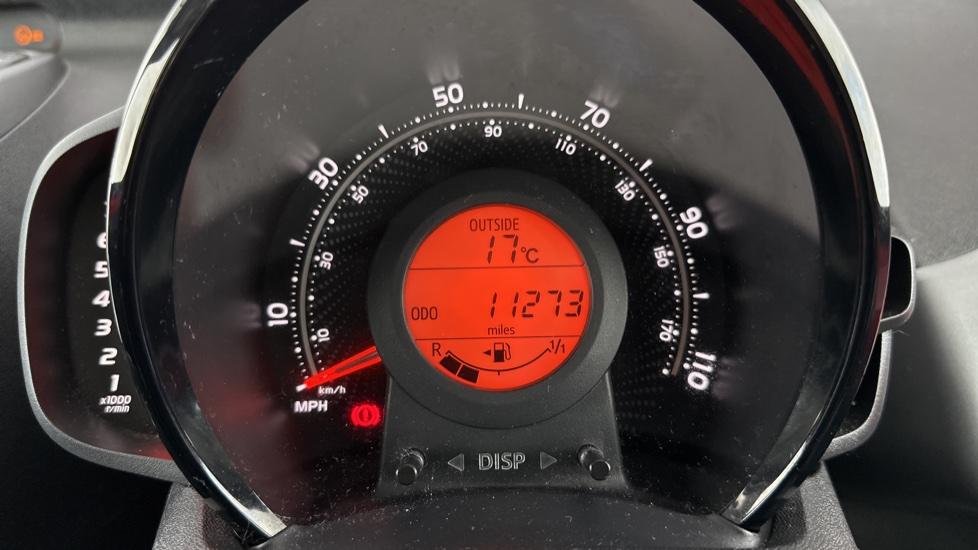 OUTSIDE
17°C
ODO 11273
miles
R 1/1
10 30 50 70 90 110
10 30 50 70 90 110 130 150 170
km/h
MPH
DISP
6
5
4
3
2
1
x1000
r/min